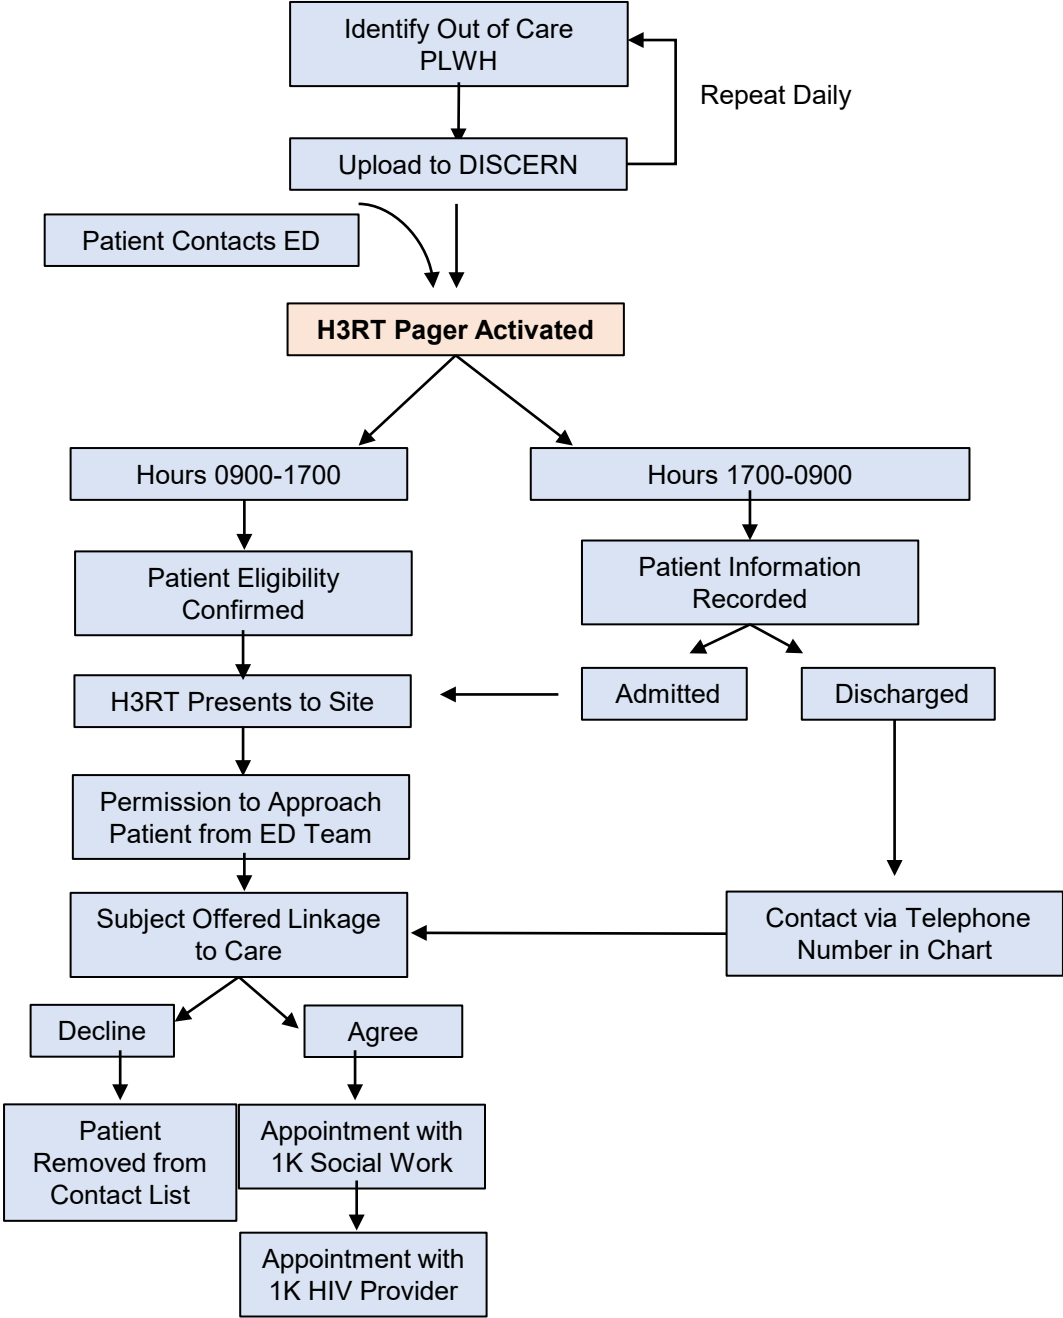 Identify Out of Care
PLWH
Repeat Daily
Upload to DISCERN
Patient Contacts ED
H3RT Pager Activated
Hours 0900-1700
Hours 1700-0900
Patient Eligibility
Confirmed
Patient Information
Recorded
H3RT Presents to Site
Admitted
Discharged
Permission to Approach
Patient from ED Team
Subject Offered Linkage
to Care
Contact via Telephone
Number in Chart
Decline
Agree
Patient
Removed from
Contact List
Appointment with
1K Social Work
Appointment with
1K HIV Provider